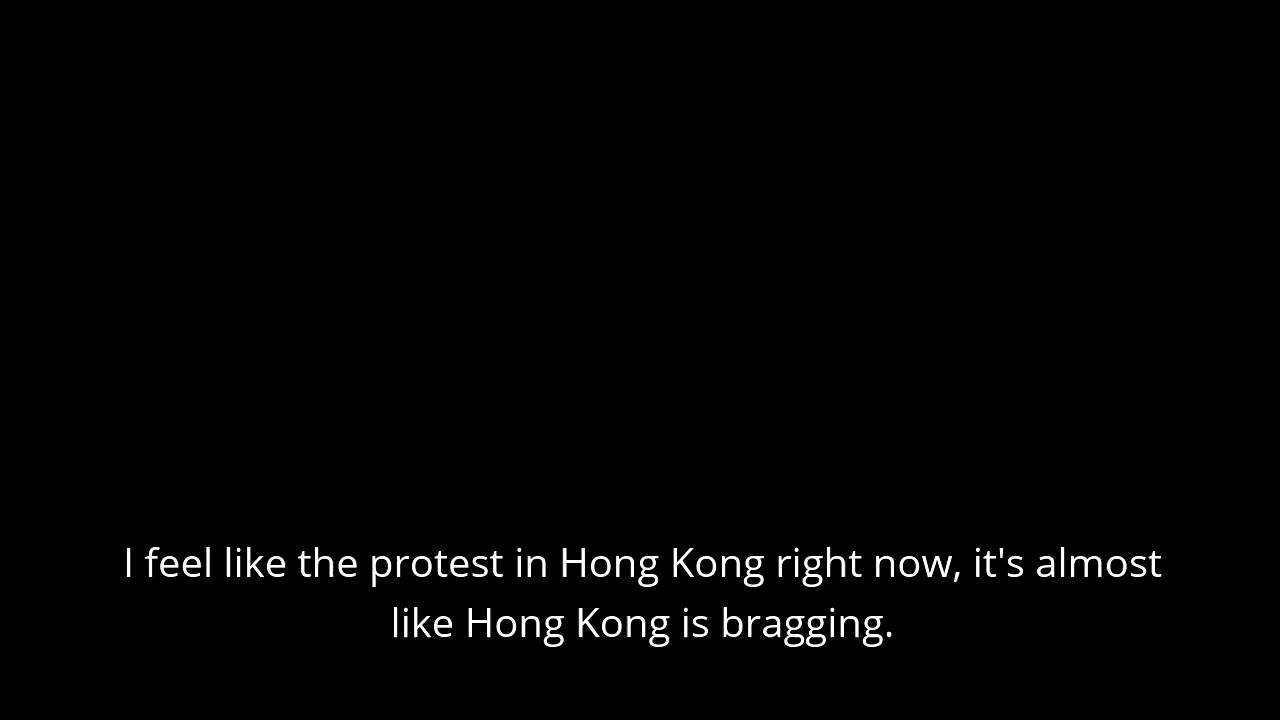 I feel like the protest in Hong Kong right now, it's almost
like Hong Kong is bragging.